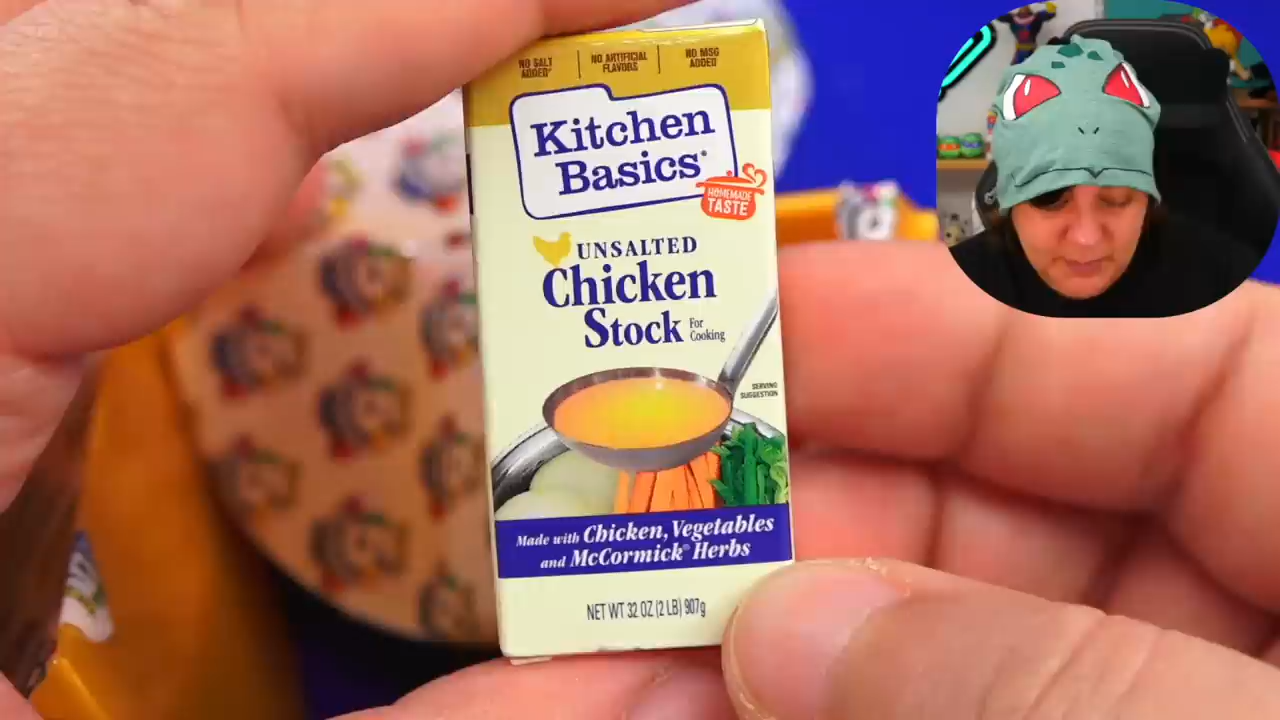 NO SALT ADDED*
NO ARTIFICIAL FLAVORS
NO MSG ADDED
Kitchen
Basics®
HOMEMADE
TASTE
UNSALTED
Chicken
Stock For Cooking
SERVING
SUGGESTION
Made with Chicken, Vegetables
and McCormick® Herbs
NET WT 32 OZ (2 LB) 907g